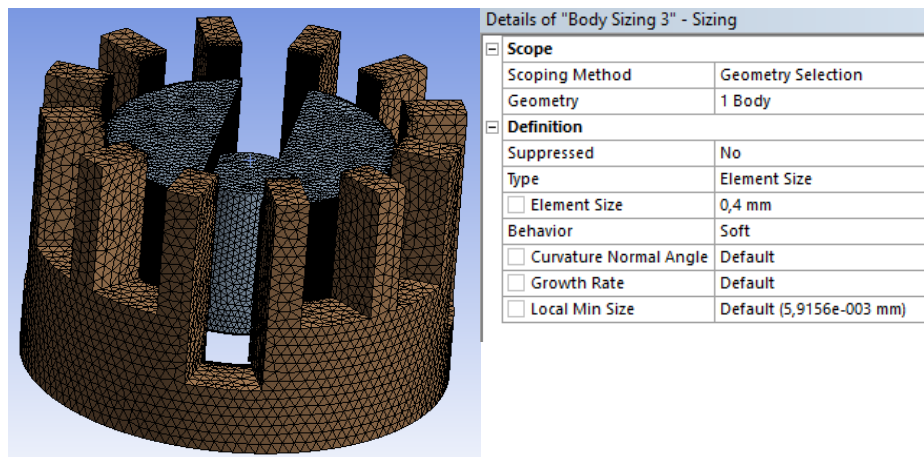 Details of "Body Sizing 3" - Sizing
Scope
Scoping Method Geometry Selection
Geometry 1 Body
Definition
Suppressed No
Type Element Size
Element Size 0,4 mm
Behavior Soft
Curvature Normal Angle Default
Growth Rate Default
Local Min Size Default (5,9156e-003 mm)